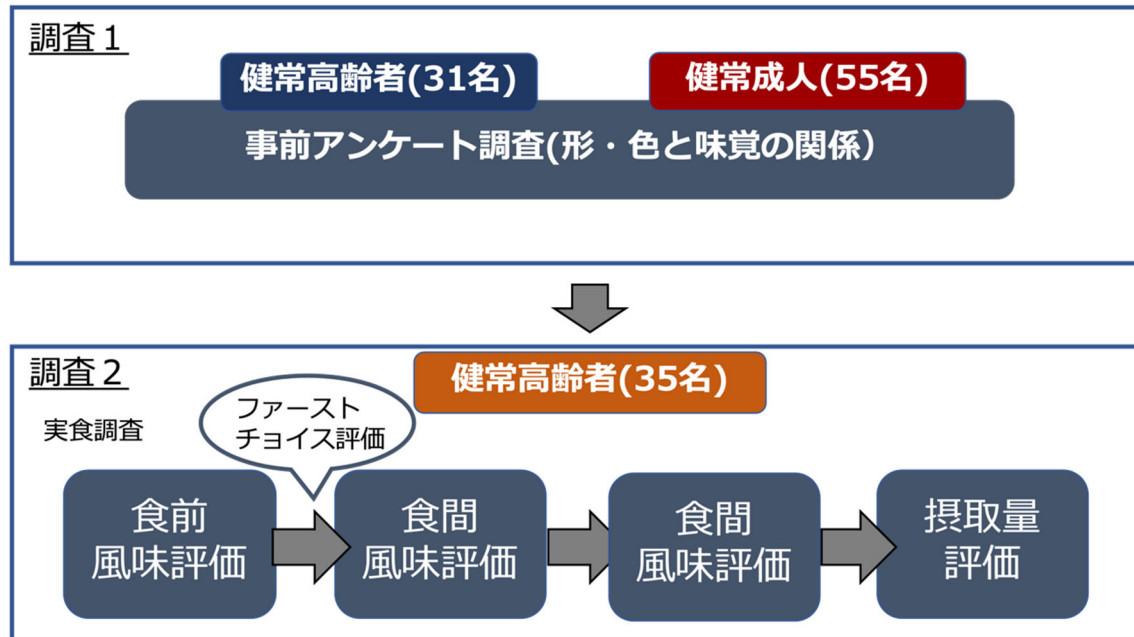 調査１
健常高齢者(31名)
健常成人(55名)
事前アンケート調査(形・色と味覚の関係）
調査２
健常高齢者(35名)
実食調査
ファースト
チョイス評価
食前
風味評価
食間
風味評価
食間
風味評価
摂取量
評価